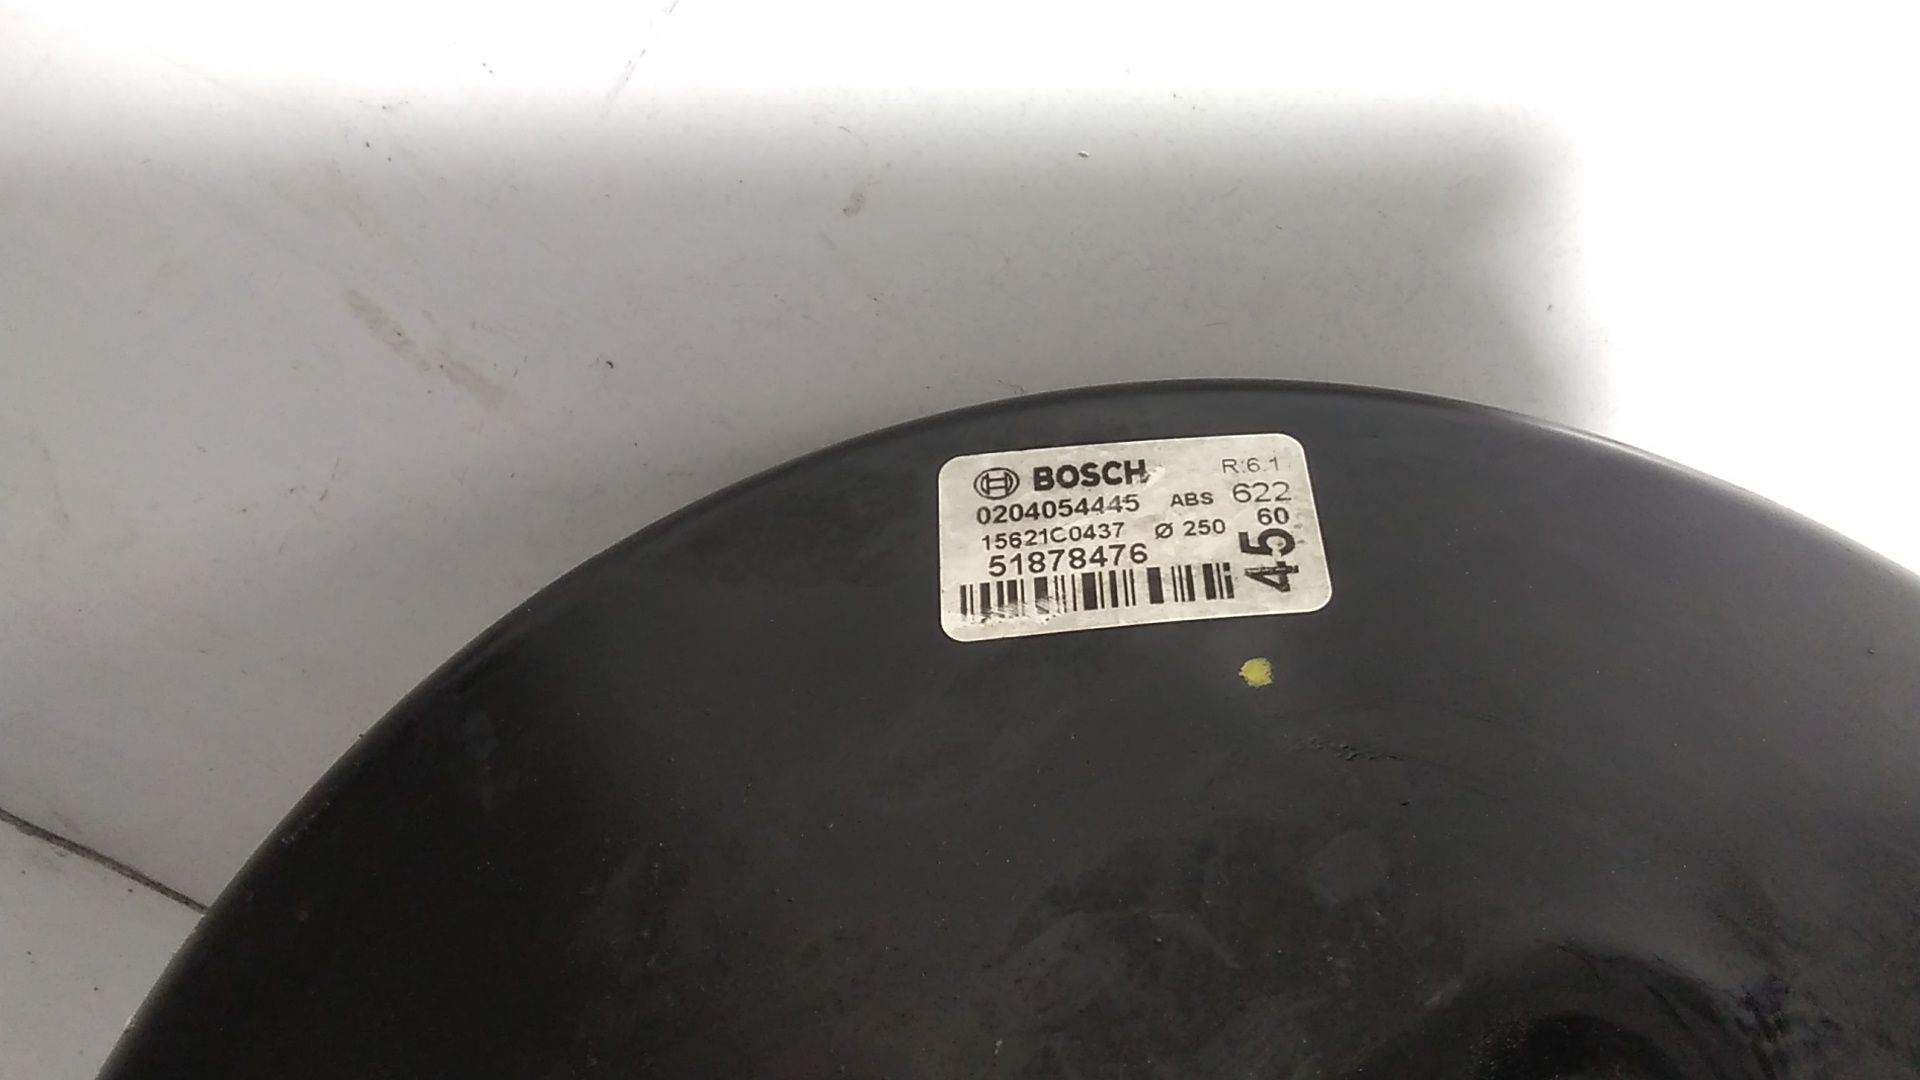 BOSCH R:6.1
0204054445 ABS 622
15621C0437 Ø 250 60
51878476
45